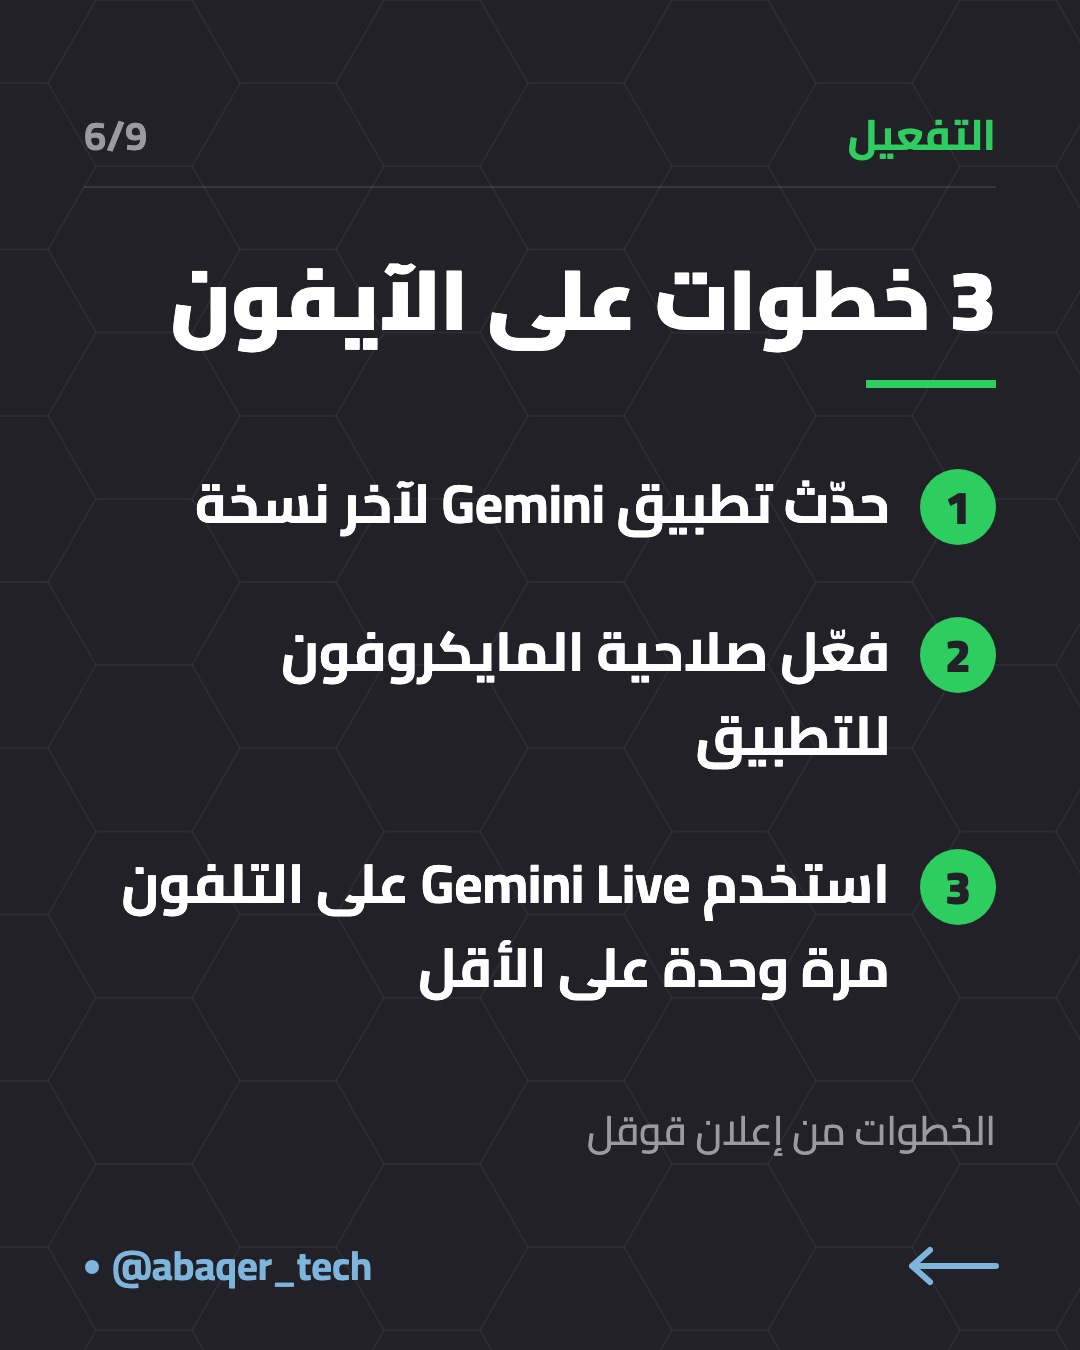 التفعيل
6/9
3 خطوات على الآيفون
1 حدّث تطبيق Gemini لآخر نسخة
2 فعّل صلاحية المايكروفون
للتطبيق
3 استخدم Gemini Live على التلفون
مرة وحدة على الأقل
الخطوات من إعلان قوقل
• @abaqer_tech